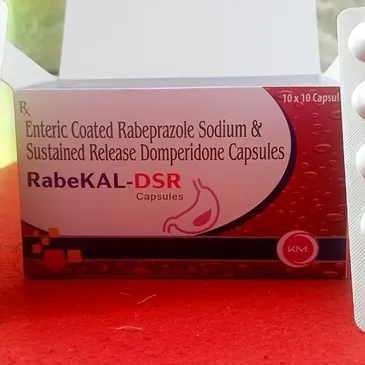 Rx
10 x 10 Capsul
Enteric Coated Rabeprazole Sodium &
Sustained Release Domperidone Capsules
RabeKAL-DSR
Capsules
KM